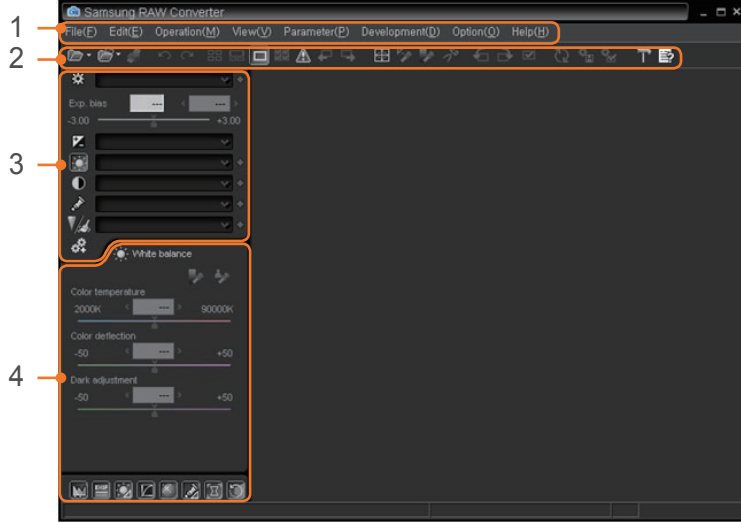 Samsung RAW Converter
1
File(F) Edit(E) Operation(M) View(V) Parameter(P) Development(D) Option(O) Help(H)
2
Exp. bias --- ---
-3.00 +3.00
3
White balance
Color temperature
2000K --- 90000K
Color deflection
-50 --- +50
4
Dark adjustment
-50 --- +50